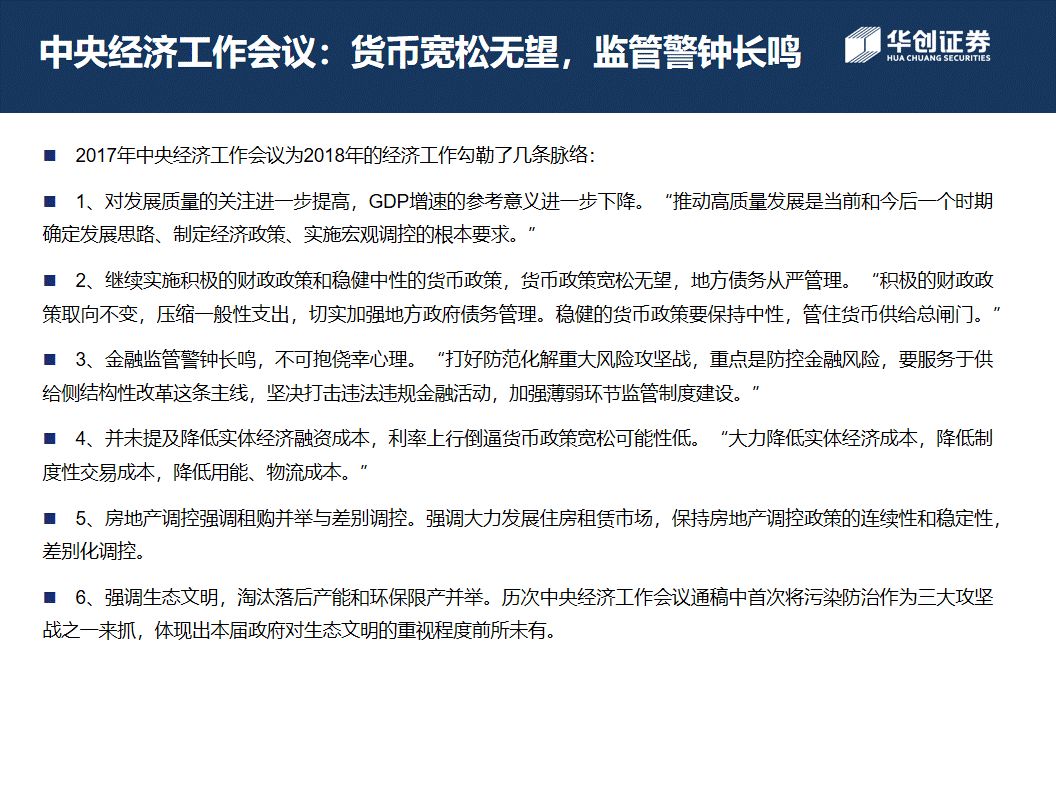 中央经济工作会议：货币宽松无望，监管警钟长鸣
华创证券
HUA CHUANG SECURITIES
■ 2017年中央经济工作会议为2018年的经济工作勾勒了几条脉络：
■ 1、对发展质量的关注进一步提高，GDP增速的参考意义进一步下降。“推动高质量发展是当前和今后一个时期
确定发展思路、制定经济政策、实施宏观调控的根本要求。”
■ 2、继续实施积极的财政政策和稳健中性的货币政策，货币政策宽松无望，地方债务从严管理。“积极的财政政
策取向不变，压缩一般性支出，切实加强地方政府债务管理。稳健的货币政策要保持中性，管住货币供给总闸门。”
■ 3、金融监管警钟长鸣，不可抱侥幸心理。“打好防范化解重大风险攻坚战，重点是防控金融风险，要服务于供
给侧结构性改革这条主线，坚决打击违法违规金融活动，加强薄弱环节监管制度建设。”
■ 4、并未提及降低实体经济融资成本，利率上行倒逼货币政策宽松可能性低。“大力降低实体经济成本，降低制
度性交易成本，降低用能、物流成本。”
■ 5、房地产调控强调租购并举与差别调控。强调大力发展住房租赁市场，保持房地产调控政策的连续性和稳定性，
差别化调控。
■ 6、强调生态文明，淘汰落后产能和环保限产并举。历次中央经济工作会议通稿中首次将污染防治作为三大攻坚
战之一来抓，体现出本届政府对生态文明的重视程度前所未有。